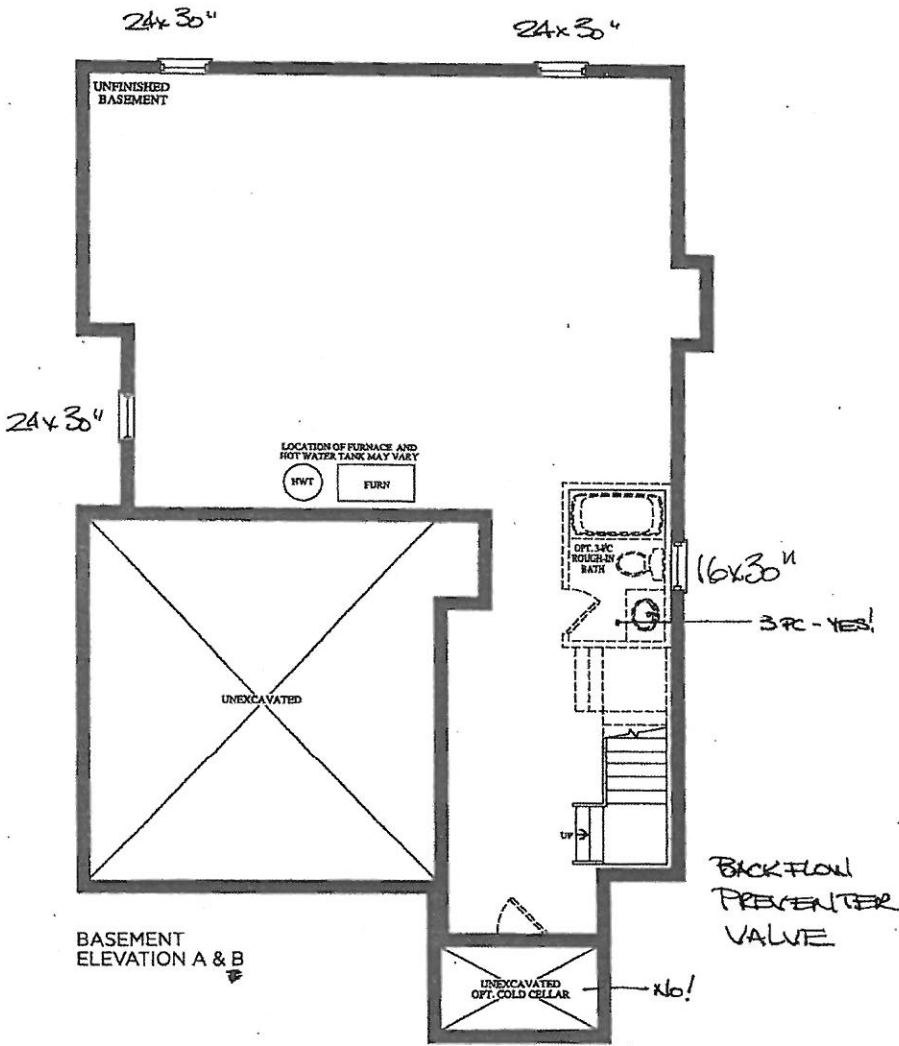 24x30"
24x30"
UNFINISHED
BASEMENT
24x30"
LOCATION OF FURNACE AND
HOT WATER TANK MAY VARY
HWT
FURN
OPT. 3-PC
ROUGH-IN
BATH
16x30"
3 PC - YES!
UNEXCAVATED
UP
BACKFLOW
PREVENTER
VALVE
BASEMENT
ELEVATION A & B
UNEXCAVATED
OPT. COLD CELLAR
NO!